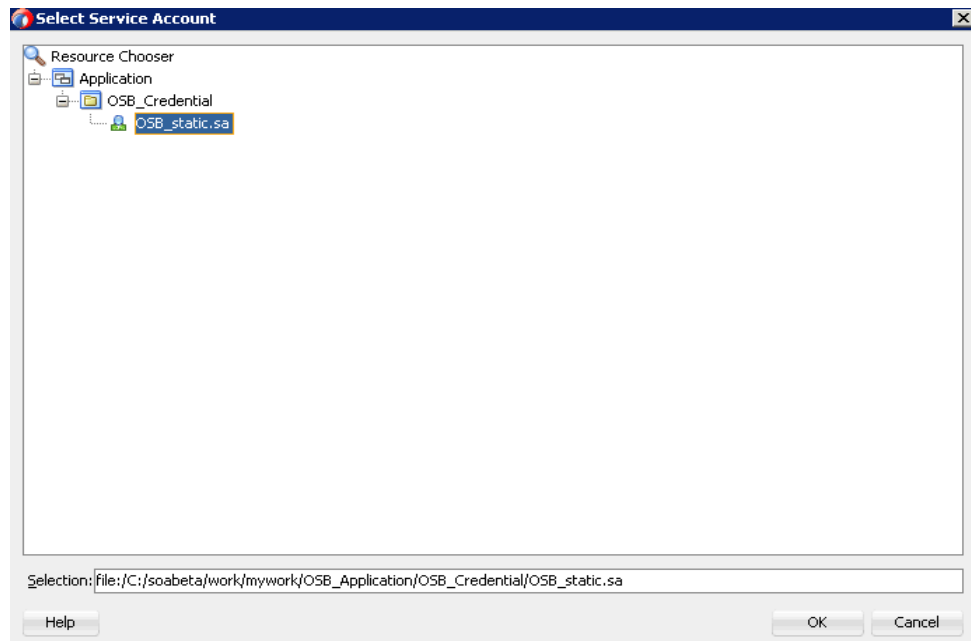 Select Service Account
Resource Chooser
Application
OSB_Credential
OSB_static.sa
Selection: file:/C:/soabeta/work/mywork/OSB_Application/OSB_Credential/OSB_static.sa
Help OK Cancel